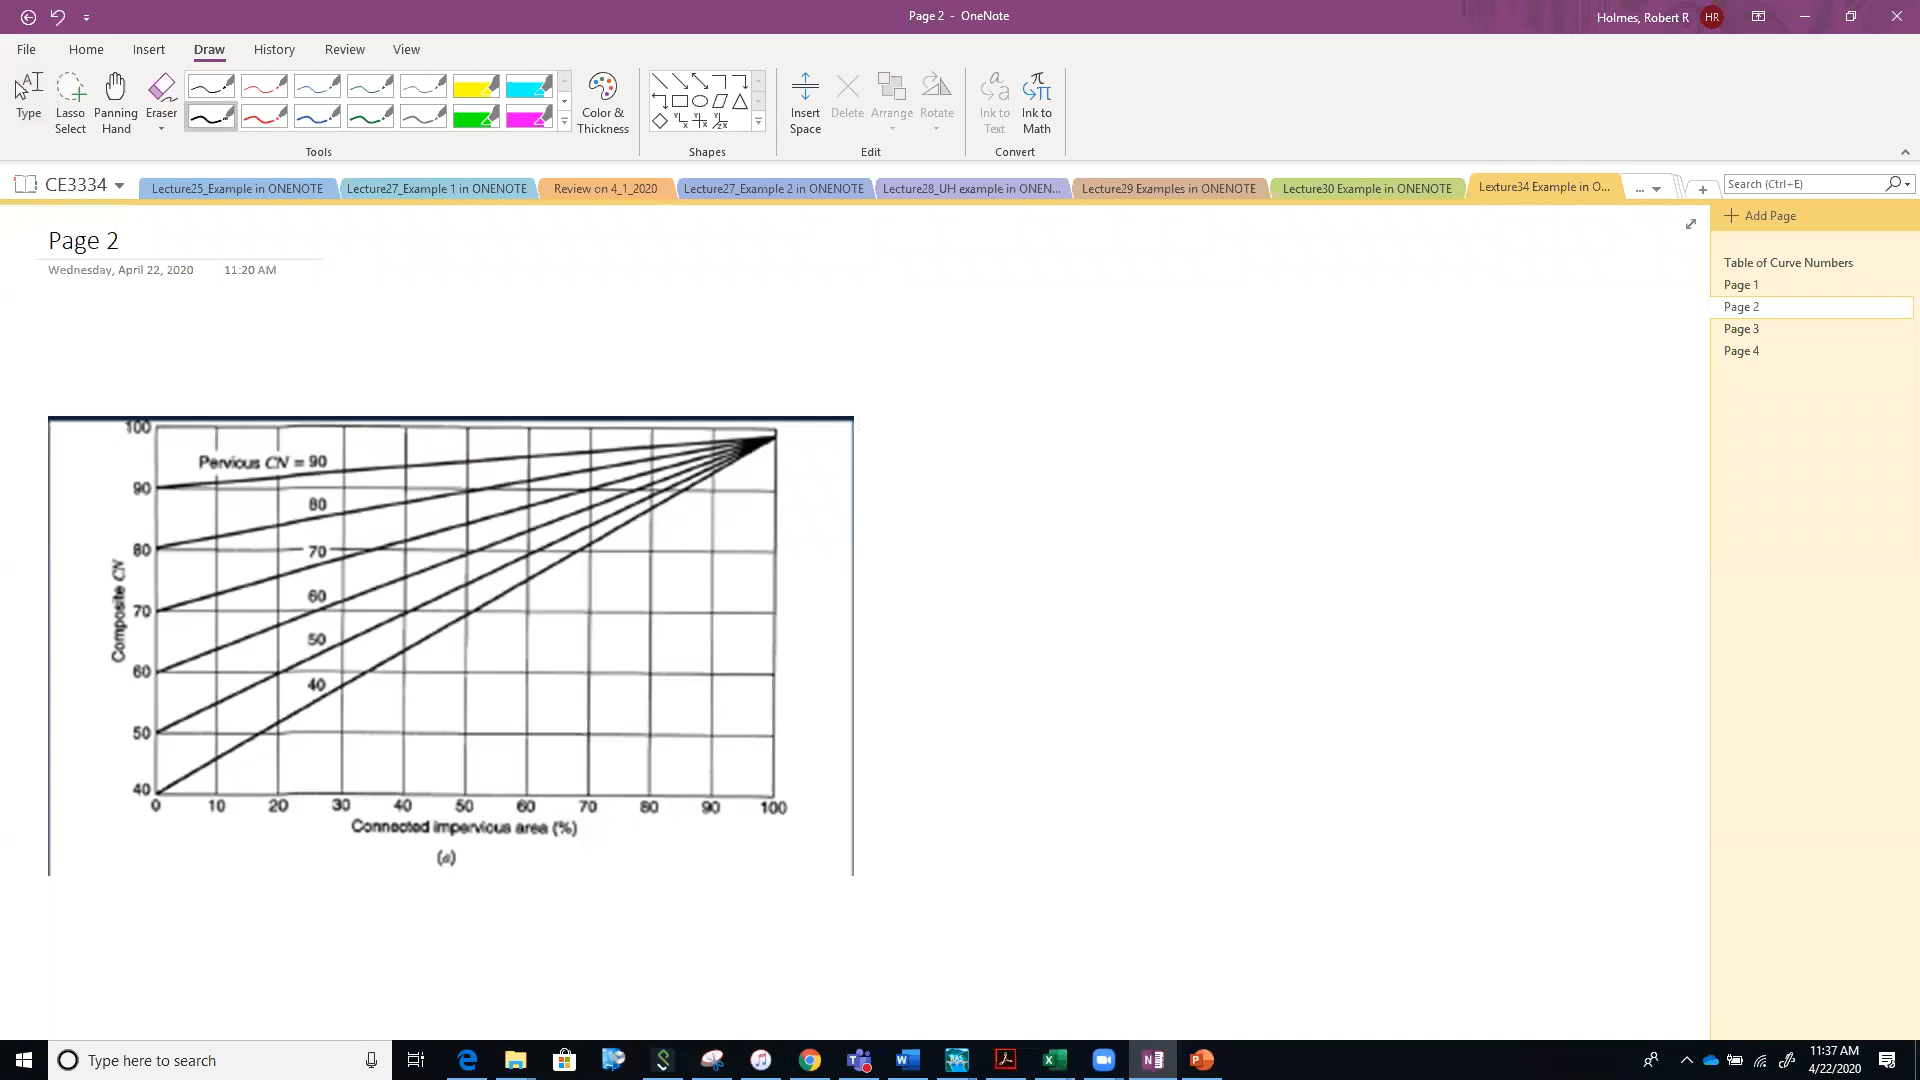 Page 2 - OneNote
Holmes, Robert R
HR
File Home Insert Draw History Review View
Type
Lasso Select
Panning Hand
Eraser
Color & Thickness
Insert Space
Delete
Arrange
Rotate
Ink to Text
Ink to Math
Tools
Shapes
Edit
Convert
CE3334
Lecture25_Example in ONENOTE
Lecture27_Example 1 in ONENOTE
Review on 4_1_2020
Lecture27_Example 2 in ONENOTE
Lecture28_UH example in ONEN...
Lecture29 Examples in ONENOTE
Lecture30 Example in ONENOTE
Lexture34 Example in O...
...
Search (Ctrl+E)
Add Page
Page 2
Wednesday, April 22, 2020 11:20 AM
Table of Curve Numbers
Page 1
Page 2
Page 3
Page 4
100
Pervious CN = 90
90
80
80
70
70
60
60
50
50
40
40
Composite CN
0 10 20 30 40 50 60 70 80 90 100
Connected impervious area (%)
(a)
Type here to search
11:37 AM
4/22/2020